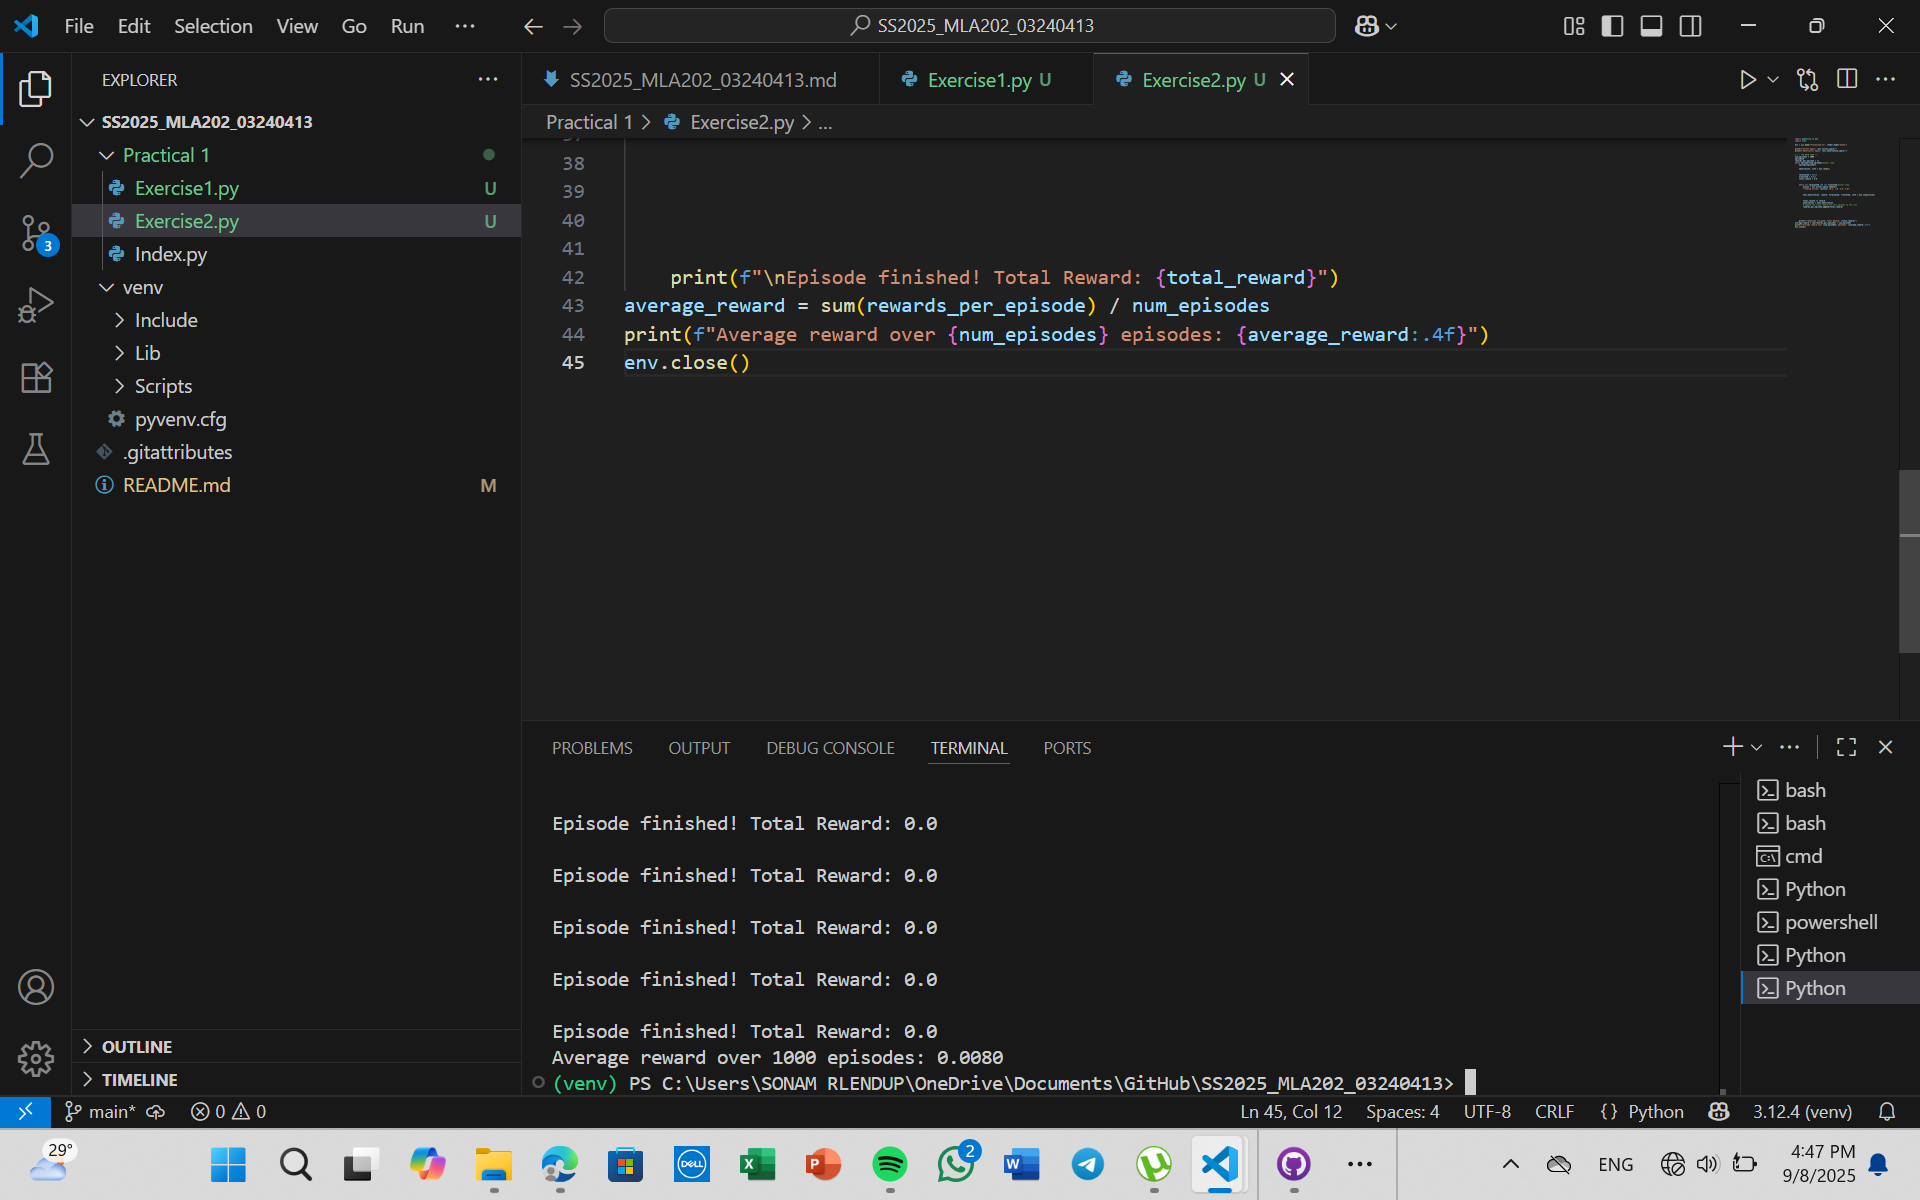 File Edit Selection View Go Run ···
SS2025_MLA202_03240413
EXPLORER
SS2025_MLA202_03240413
Practical 1
Exercise1.py U
Exercise2.py U
Index.py
venv
Include
Lib
Scripts
pyvenv.cfg
.gitattributes
README.md M
OUTLINE
TIMELINE
3
SS2025_MLA202_03240413.md
Exercise1.py U
Exercise2.py U
Practical 1 > Exercise2.py > ...
38
39
40
41
42 print(f"\nEpisode finished! Total Reward: {total_reward}")
43 average_reward = sum(rewards_per_episode) / num_episodes
44 print(f"Average reward over {num_episodes} episodes: {average_reward:.4f}")
45 env.close()
PROBLEMS OUTPUT DEBUG CONSOLE TERMINAL PORTS
Episode finished! Total Reward: 0.0
Episode finished! Total Reward: 0.0
Episode finished! Total Reward: 0.0
Episode finished! Total Reward: 0.0
Episode finished! Total Reward: 0.0
Average reward over 1000 episodes: 0.0080
(venv) PS C:\Users\SONAM RLENDUP\OneDrive\Documents\GitHub\SS2025_MLA202_03240413>
bash
bash
cmd
Python
powershell
Python
Python
main* 0 0
Ln 45, Col 12 Spaces: 4 UTF-8 CRLF {} Python 3.12.4 (venv)
29°
DELL
2
ENG
4:47 PM
9/8/2025